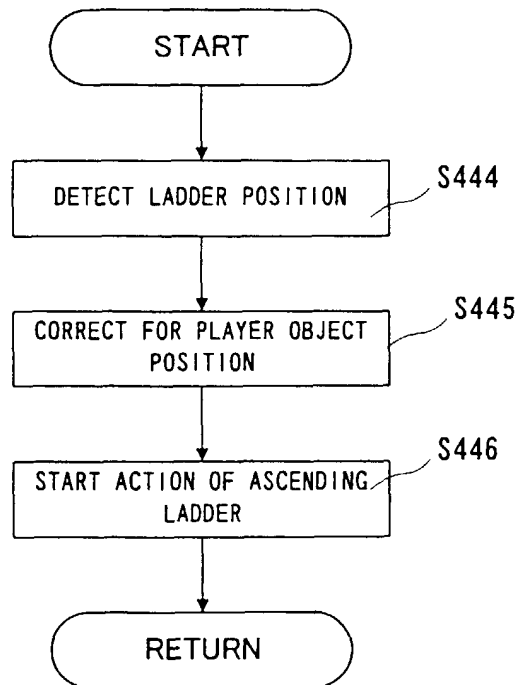 START
DETECT LADDER POSITION
S444
CORRECT FOR PLAYER OBJECT
POSITION
S445
START ACTION OF ASCENDING
LADDER
S446
RETURN